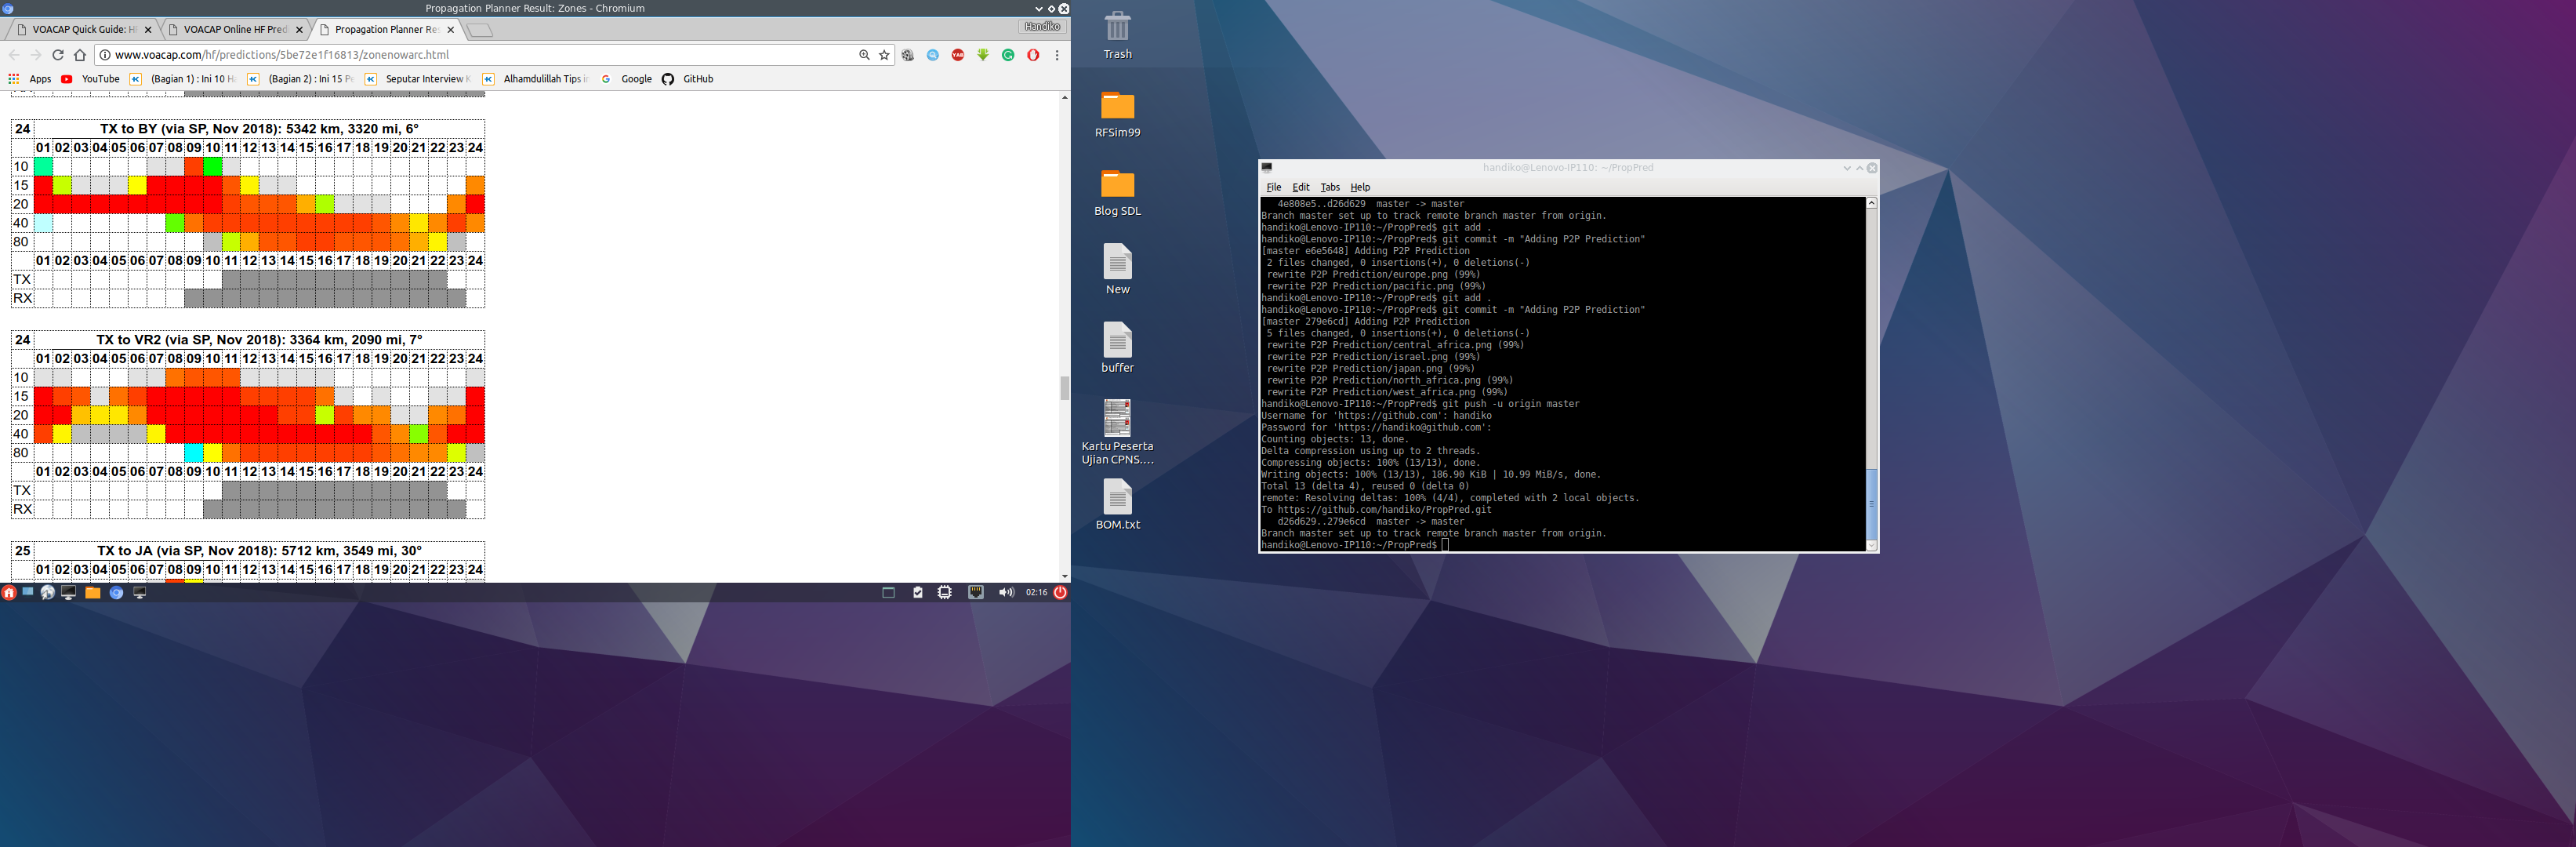 Propagation Planner Result: Zones - Chromium
VOACAP Quick Guide: H
VOACAP Online HF Pred
Propagation Planner Re
Handiko
www.voacap.com/hf/predictions/5be72e1f16813/zonenowarc.html
Apps
YouTube
(Bagian 1) : Ini 10 H
(Bagian 2) : Ini 15 P
Seputar Interview K
Alhamdulillah Tips in
Google
GitHub
24 TX to BY (via SP, Nov 2018): 5342 km, 3320 mi, 6°
01 02 03 04 05 06 07 08 09 10 11 12 13 14 15 16 17 18 19 20 21 22 23 24
10
15
20
40
80
01 02 03 04 05 06 07 08 09 10 11 12 13 14 15 16 17 18 19 20 21 22 23 24
TX
RX
24 TX to VR2 (via SP, Nov 2018): 3364 km, 2090 mi, 7°
01 02 03 04 05 06 07 08 09 10 11 12 13 14 15 16 17 18 19 20 21 22 23 24
10
15
20
40
80
01 02 03 04 05 06 07 08 09 10 11 12 13 14 15 16 17 18 19 20 21 22 23 24
TX
RX
25 TX to JA (via SP, Nov 2018): 5712 km, 3549 mi, 30°
01 02 03 04 05 06 07 08 09 10 11 12 13 14 15 16 17 18 19 20 21 22 23 24
02:16
Trash
RFSim99
Blog SDL
New
buffer
Kartu Peserta
Ujian CPNS....
BOM.txt
handiko@Lenovo-IP110: ~/PropPred
File Edit Tabs Help
4e808e5..d26d629 master -> master
Branch master set up to track remote branch master from origin.
handiko@Lenovo-IP110:~/PropPred$ git add .
handiko@Lenovo-IP110:~/PropPred$ git commit -m "Adding P2P Prediction"
[master e6e5648] Adding P2P Prediction
2 files changed, 0 insertions(+), 0 deletions(-)
rewrite P2P Prediction/europe.png (99%)
rewrite P2P Prediction/pacific.png (99%)
handiko@Lenovo-IP110:~/PropPred$ git add .
handiko@Lenovo-IP110:~/PropPred$ git commit -m "Adding P2P Prediction"
[master 279e6cd] Adding P2P Prediction
5 files changed, 0 insertions(+), 0 deletions(-)
rewrite P2P Prediction/central_africa.png (99%)
rewrite P2P Prediction/israel.png (99%)
rewrite P2P Prediction/japan.png (99%)
rewrite P2P Prediction/north_africa.png (99%)
rewrite P2P Prediction/west_africa.png (99%)
handiko@Lenovo-IP110:~/PropPred$ git push -u origin master
Username for 'https://github.com': handiko
Password for 'https://handiko@github.com':
Counting objects: 13, done.
Delta compression using up to 2 threads.
Compressing objects: 100% (13/13), done.
Writing objects: 100% (13/13), 186.90 KiB | 10.99 MiB/s, done.
Total 13 (delta 4), reused 0 (delta 0)
remote: Resolving deltas: 100% (4/4), completed with 2 local objects.
To https://github.com/handiko/PropPred.git
d26d629..279e6cd master -> master
Branch master set up to track remote branch master from origin.
handiko@Lenovo-IP110:~/PropPred$